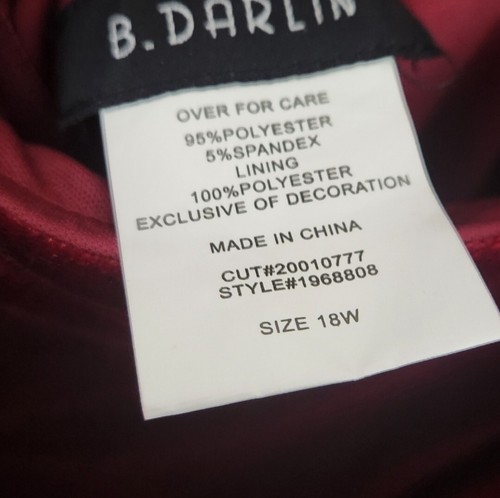 B. DARLIN
OVER FOR CARE
95%POLYESTER
5%SPANDEX
LINING
100%POLYESTER
EXCLUSIVE OF DECORATION
MADE IN CHINA
CUT#20010777
STYLE#1968808
SIZE 18W